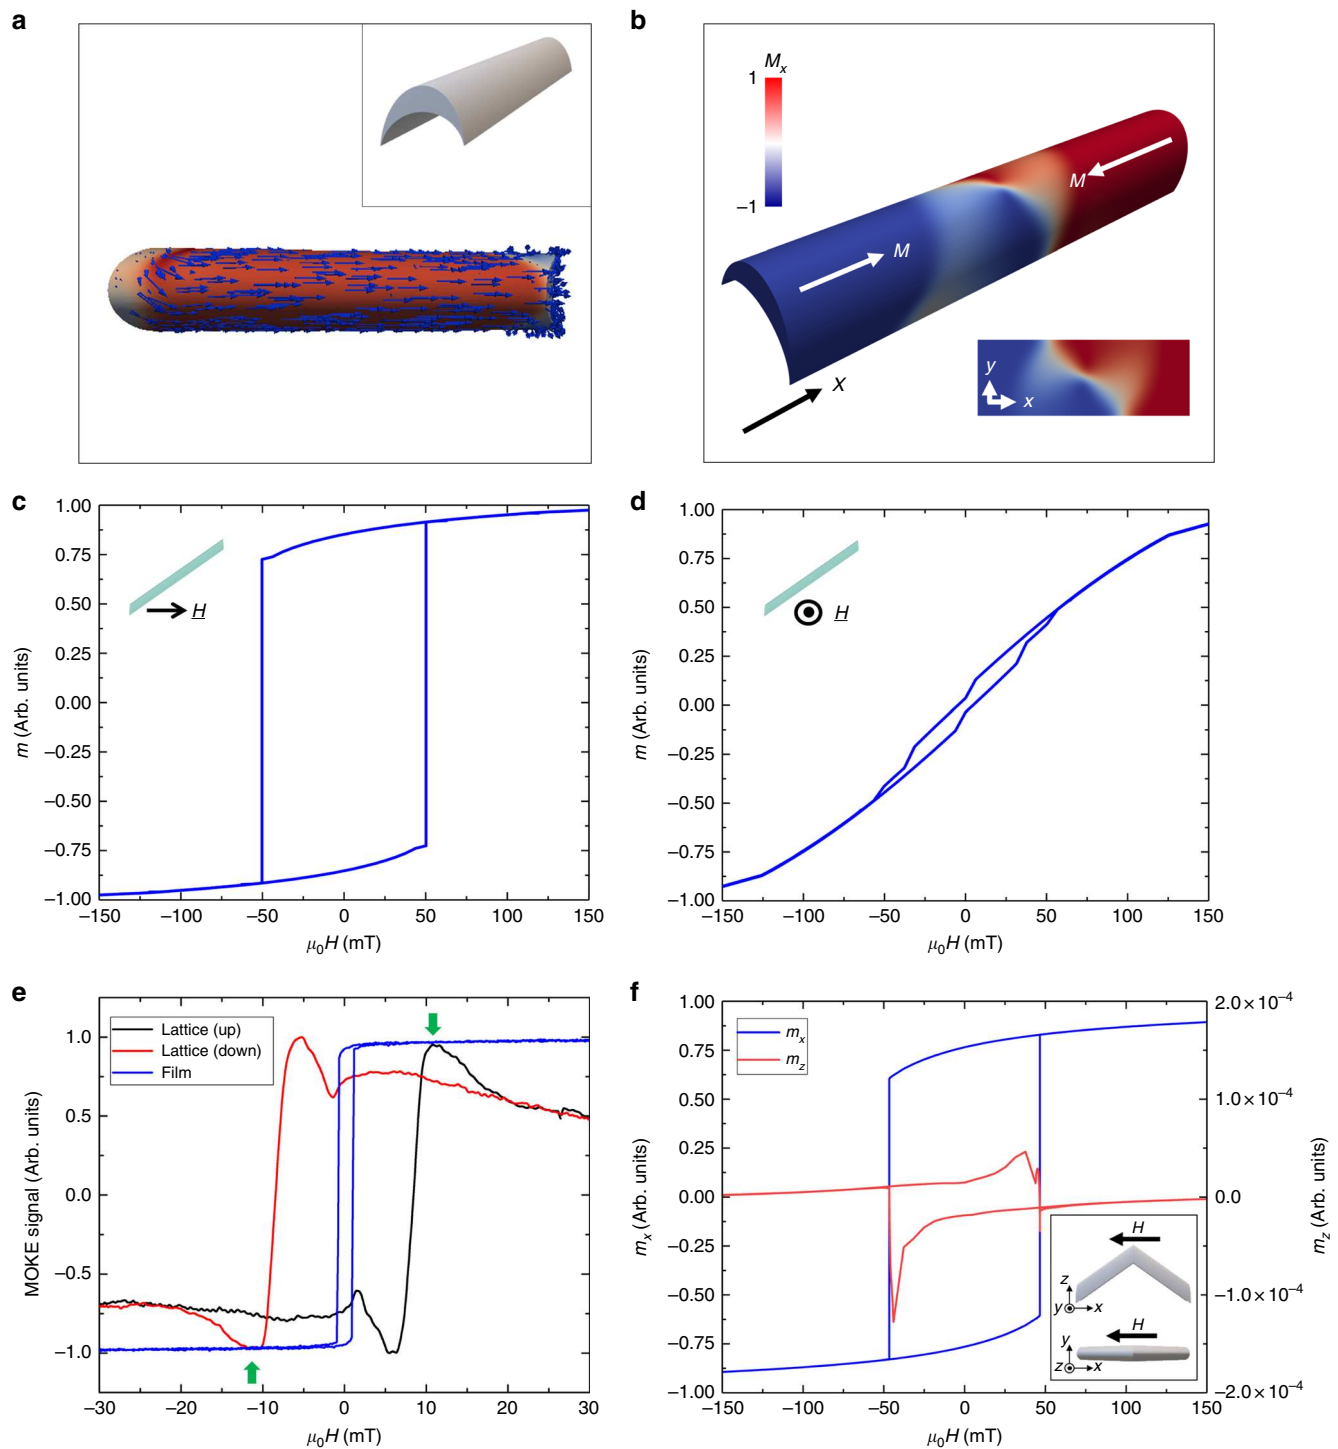 a
b
M_x
1
−1
M
M
X
y
x
c
1.00
0.75
0.50
0.25
0.00
−0.25
−0.50
−0.75
−1.00
−150 −100 −50 0 50 100 150
m (Arb. units)
μ₀H (mT)
H
d
1.00
0.75
0.50
0.25
0.00
−0.25
−0.50
−0.75
−1.00
−150 −100 −50 0 50 100 150
m (Arb. units)
μ₀H (mT)
H
e
Lattice (up)
Lattice (down)
Film
1.0
0.5
0.0
−0.5
−1.0
−30 −20 −10 0 10 20 30
MOKE signal (Arb. units)
μ₀H (mT)
f
m_x
m_z
1.00
0.75
0.50
0.25
0.00
−0.25
−0.50
−0.75
−1.00
−150 −100 −50 0 50 100 150
m_x (Arb. units)
μ₀H (mT)
2.0×10⁻⁴
1.0×10⁻⁴
0.0
−1.0×10⁻⁴
−2.0×10⁻⁴
m_z (Arb. units)
H
z
y x
H
y
z x